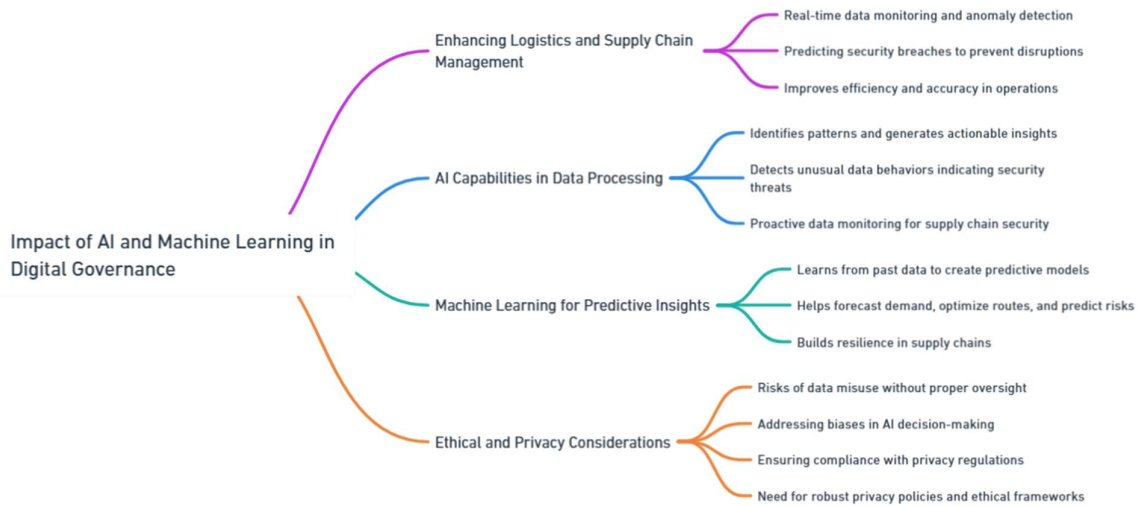 Impact of AI and Machine Learning in
Digital Governance
Enhancing Logistics and Supply Chain
Management
Real-time data monitoring and anomaly detection
Predicting security breaches to prevent disruptions
Improves efficiency and accuracy in operations
AI Capabilities in Data Processing
Identifies patterns and generates actionable insights
Detects unusual data behaviors indicating security
threats
Proactive data monitoring for supply chain security
Machine Learning for Predictive Insights
Learns from past data to create predictive models
Helps forecast demand, optimize routes, and predict risks
Builds resilience in supply chains
Ethical and Privacy Considerations
Risks of data misuse without proper oversight
Addressing biases in AI decision-making
Ensuring compliance with privacy regulations
Need for robust privacy policies and ethical frameworks